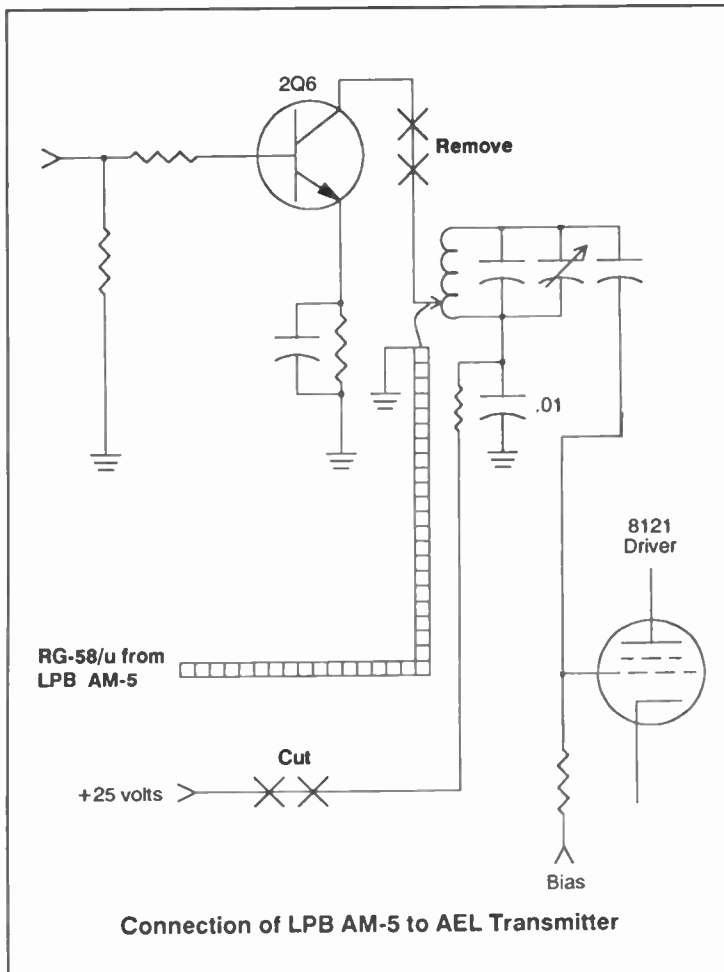 2Q6
Remove
.01
8121
Driver
RG-58/u from
LPB AM-5
Cut
+25 volts
Bias
Connection of LPB AM-5 to AEL Transmitter